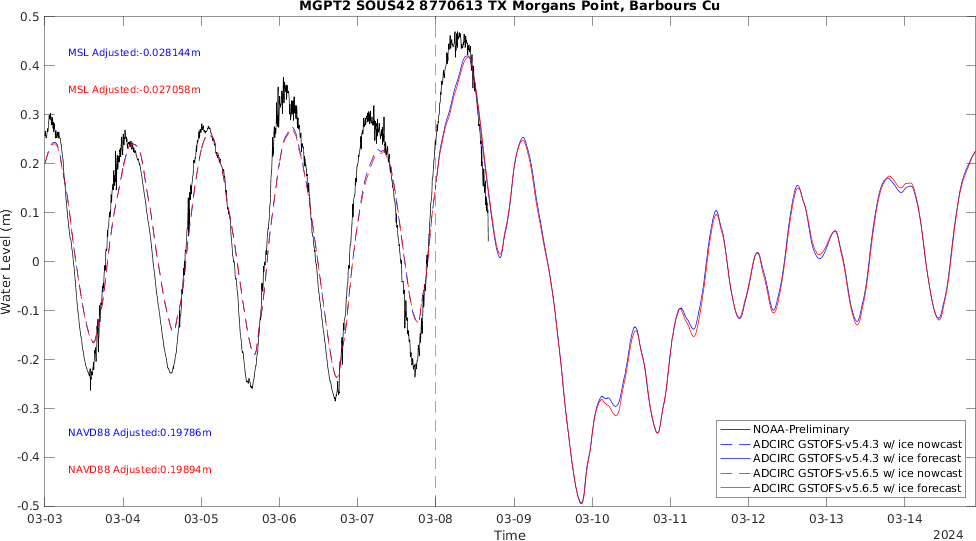 MGPT2 SOUS42 8770613 TX Morgans Point, Barbours Cu
0.5
0.4
0.3
0.2
0.1
0
-0.1
-0.2
-0.3
-0.4
-0.5
Water Level (m)
MSL Adjusted:-0.028144m
MSL Adjusted:-0.027058m
NAVD88 Adjusted:0.19786m
NAVD88 Adjusted:0.19894m
NOAA-Preliminary
ADCIRC GSTOFS-v5.4.3 w/ ice nowcast
ADCIRC GSTOFS-v5.4.3 w/ ice forecast
ADCIRC GSTOFS-v5.6.5 w/ ice nowcast
ADCIRC GSTOFS-v5.6.5 w/ ice forecast
03-03 03-04 03-05 03-06 03-07 03-08 03-09 03-10 03-11 03-12 03-13 03-14
Time
2024